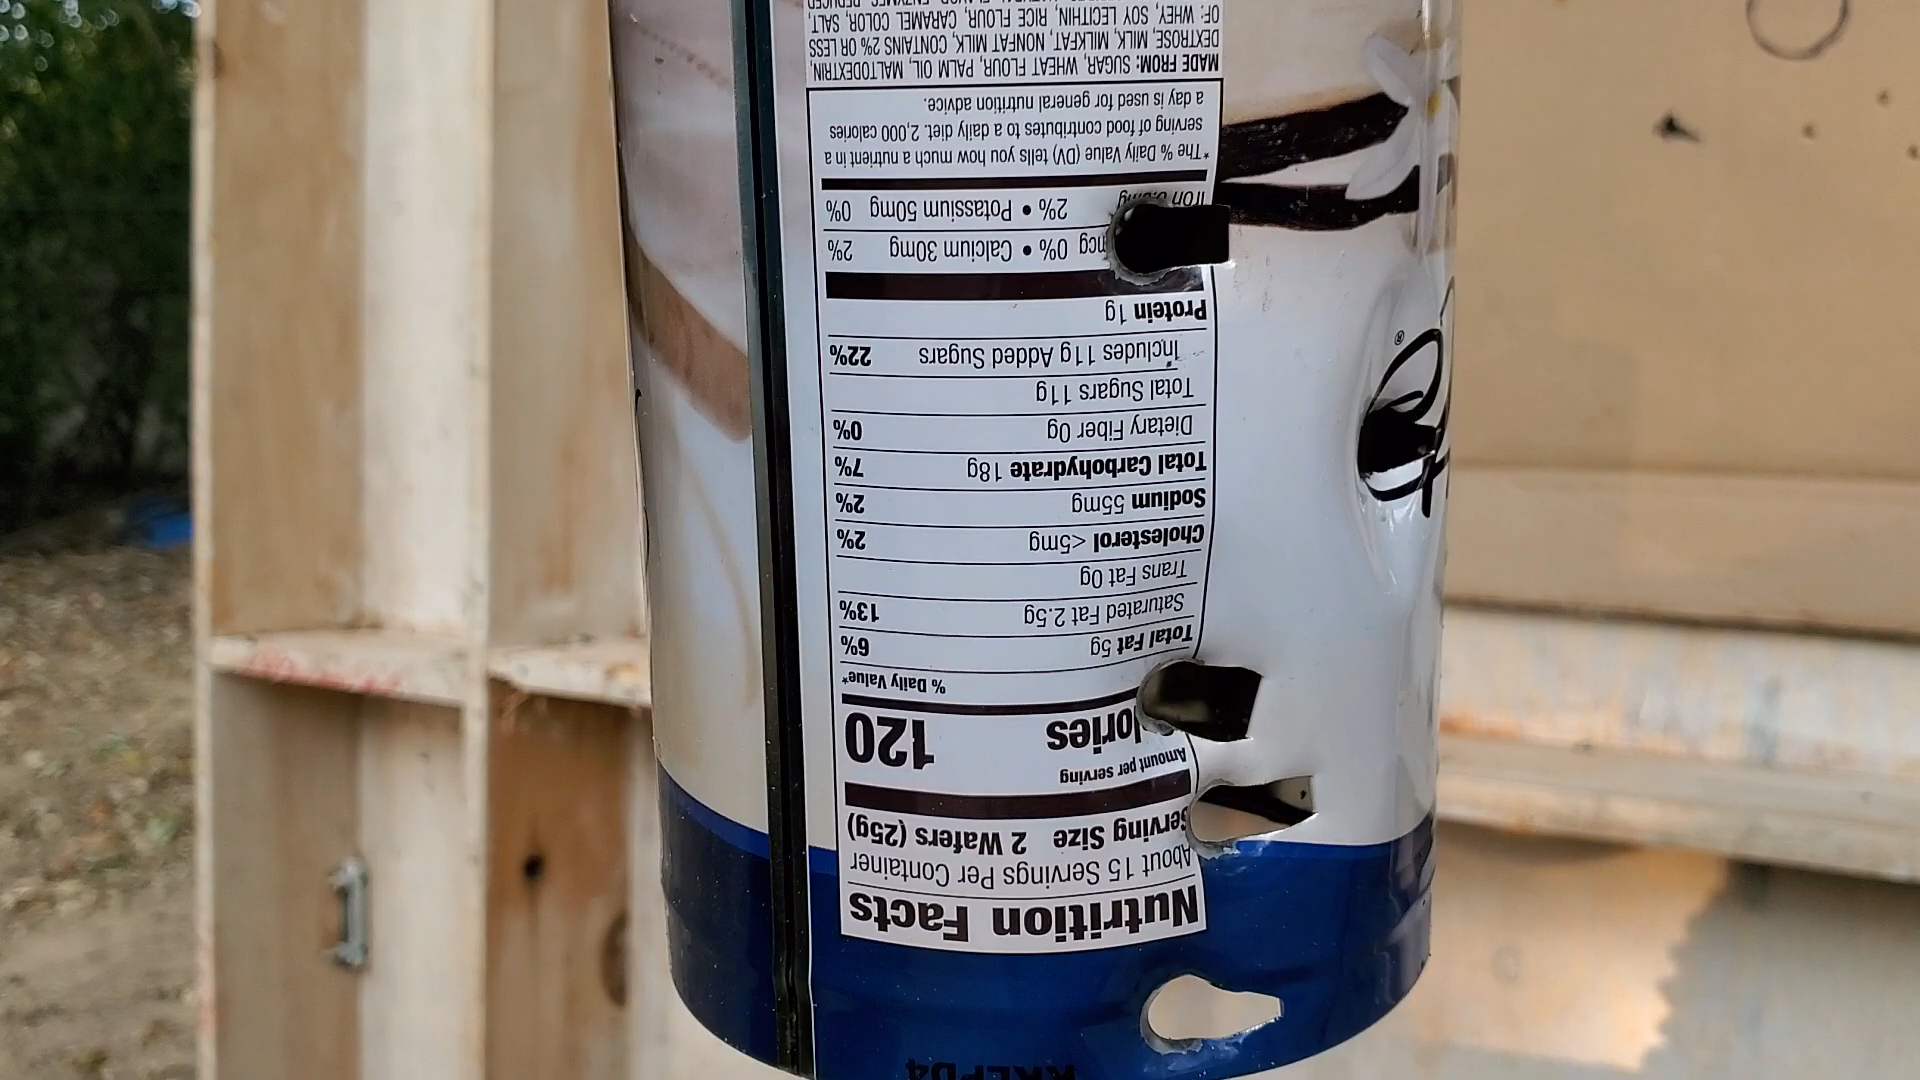 Nutrition Facts
About 15 Servings Per Container
Serving Size 2 Wafers (25g)
Amount per serving
lories 120
% Daily Value*
Total Fat 5g 6%
Saturated Fat 2.5g 13%
Trans Fat 0g
Cholesterol <5mg 2%
Sodium 55mg 2%
Total Carbohydrate 18g 7%
Dietary Fiber 0g 0%
Total Sugars 11g
Includes 11g Added Sugars 22%
Protein 1g
mcg 0% • Calcium 30mg 2%
Iron 2% • Potassium 50mg 0%
*The % Daily Value (DV) tells you how much a nutrient in a
serving of food contributes to a daily diet. 2,000 calories
a day is used for general nutrition advice.
MADE FROM: SUGAR, WHEAT FLOUR, PALM OIL, MALTODEXTRIN,
DEXTROSE, MILK, MILKFAT, NONFAT MILK, CONTAINS 2% OR LESS
OF: WHEY, SOY LECITHIN, RICE FLOUR, CARAMEL COLOR, SALT,
®